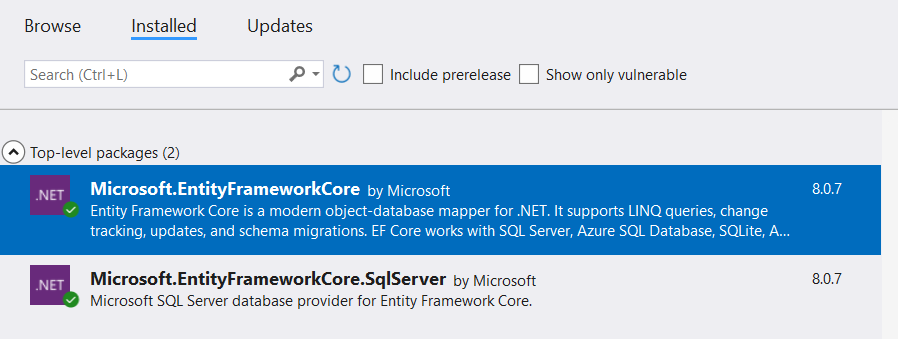 Browse Installed Updates
Search (Ctrl+L) Include prerelease Show only vulnerable
Top-level packages (2)
.NET Microsoft.EntityFrameworkCore by Microsoft 8.0.7
Entity Framework Core is a modern object-database mapper for .NET. It supports LINQ queries, change
tracking, updates, and schema migrations. EF Core works with SQL Server, Azure SQL Database, SQLite, A...
.NET Microsoft.EntityFrameworkCore.SqlServer by Microsoft 8.0.7
Microsoft SQL Server database provider for Entity Framework Core.